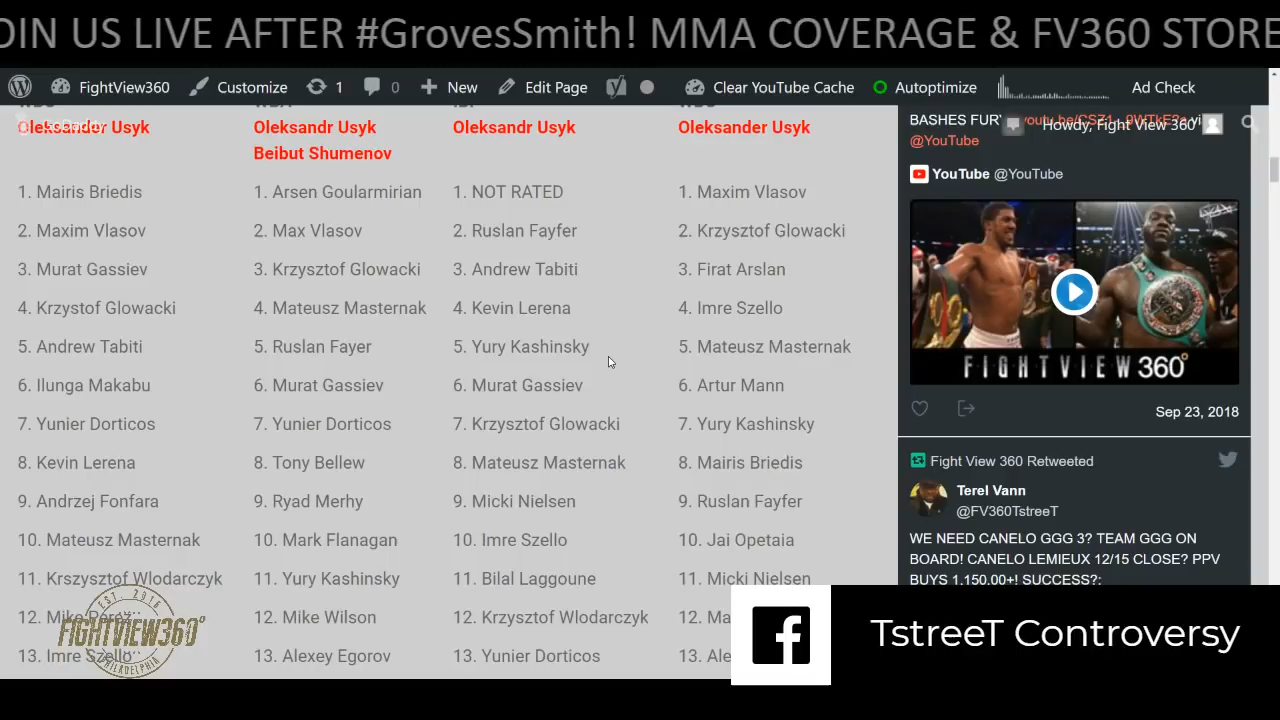 OIN US LIVE AFTER #GrovesSmith! MMA COVERAGE & FV360 STORE
FightView360
Customize
1
0
New
Edit Page
Clear YouTube Cache
Autoptimize
Ad Check
Howdy, Fight View 360
Oleksandr Usyk
1. Mairis Briedis
2. Maxim Vlasov
3. Murat Gassiev
4. Krzystof Glowacki
5. Andrew Tabiti
6. Ilunga Makabu
7. Yunier Dorticos
8. Kevin Lerena
9. Andrzej Fonfara
10. Mateusz Masternak
11. Krszysztof Wlodarczyk
12. Mike Perez
13. Imre Szello
Oleksandr Usyk
Beibut Shumenov
1. Arsen Goularmirian
2. Max Vlasov
3. Krzysztof Glowacki
4. Mateusz Masternak
5. Ruslan Fayer
6. Murat Gassiev
7. Yunier Dorticos
8. Tony Bellew
9. Ryad Merhy
10. Mark Flanagan
11. Yury Kashinsky
12. Mike Wilson
13. Alexey Egorov
Oleksandr Usyk
1. NOT RATED
2. Ruslan Fayfer
3. Andrew Tabiti
4. Kevin Lerena
5. Yury Kashinsky
6. Murat Gassiev
7. Krzysztof Glowacki
8. Mateusz Masternak
9. Micki Nielsen
10. Imre Szello
11. Bilal Laggoune
12. Krzysztof Wlodarczyk
13. Yunier Dorticos
Oleksander Usyk
1. Maxim Vlasov
2. Krzysztof Glowacki
3. Firat Arslan
4. Imre Szello
5. Mateusz Masternak
6. Artur Mann
7. Yury Kashinsky
8. Mairis Briedis
9. Ruslan Fayfer
10. Jai Opetaia
11. Micki Nielsen
12. Ma
13. Ale
BASHES FURY
@YouTube
YouTube @YouTube
FIGHTVIEW 360°
Sep 23, 2018
Fight View 360 Retweeted
Terel Vann
@FV360TstreeT
WE NEED CANELO GGG 3? TEAM GGG ON
BOARD! CANELO LEMIEUX 12/15 CLOSE? PPV
BUYS 1,150,00+! SUCCESS?:
EST. 2016
FIGHTVIEW360°
PHILADELPHIA
TstreeT Controversy